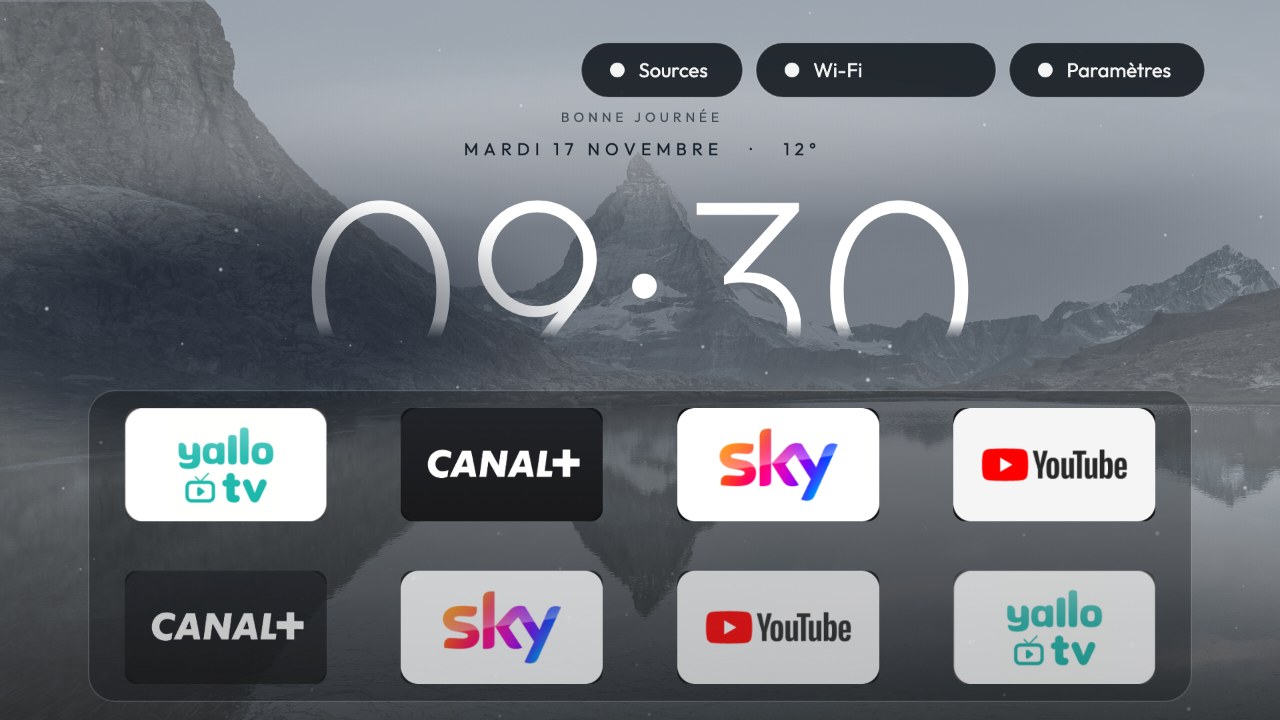 Sources
Wi-Fi
Paramètres
BONNE JOURNÉE
MARDI 17 NOVEMBRE · 12°
09·30
yallo tv
CANAL+
sky
YouTube
CANAL+
sky
YouTube
yallo tv